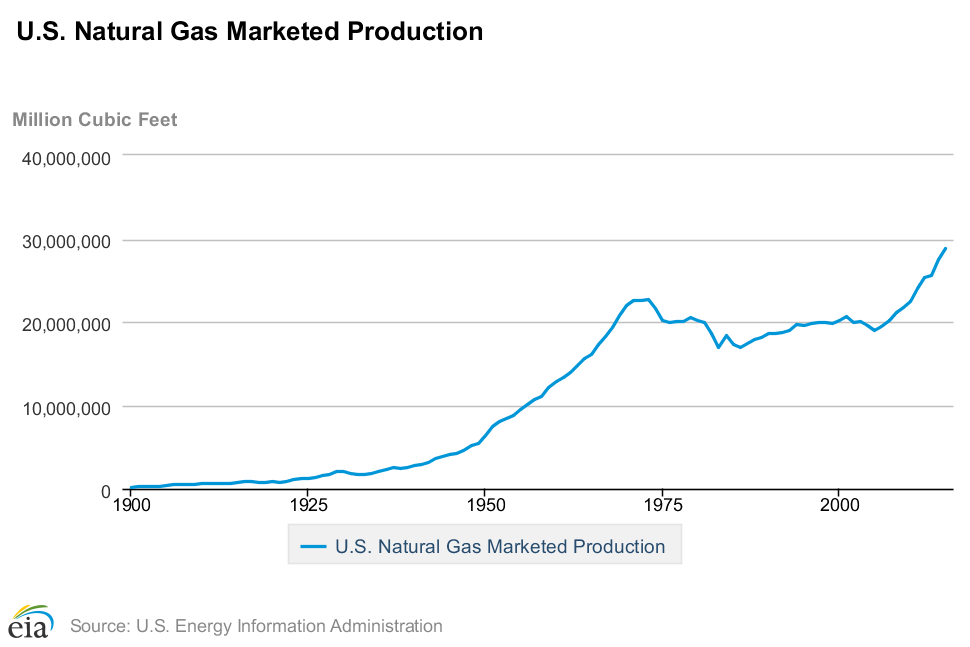 U.S. Natural Gas Marketed Production
Million Cubic Feet
40,000,000
30,000,000
20,000,000
10,000,000
0
1900 1925 1950 1975 2000
U.S. Natural Gas Marketed Production
eia Source: U.S. Energy Information Administration